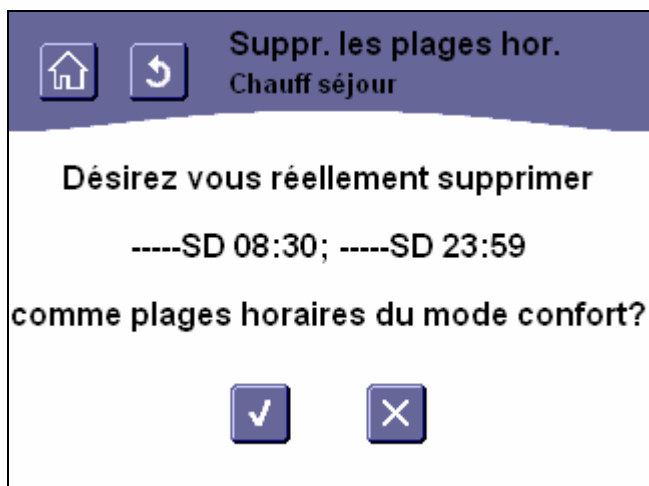 Suppr. les plages hor.
Chauff séjour
Désirez vous réellement supprimer
-----SD 08:30; -----SD 23:59
comme plages horaires du mode confort?